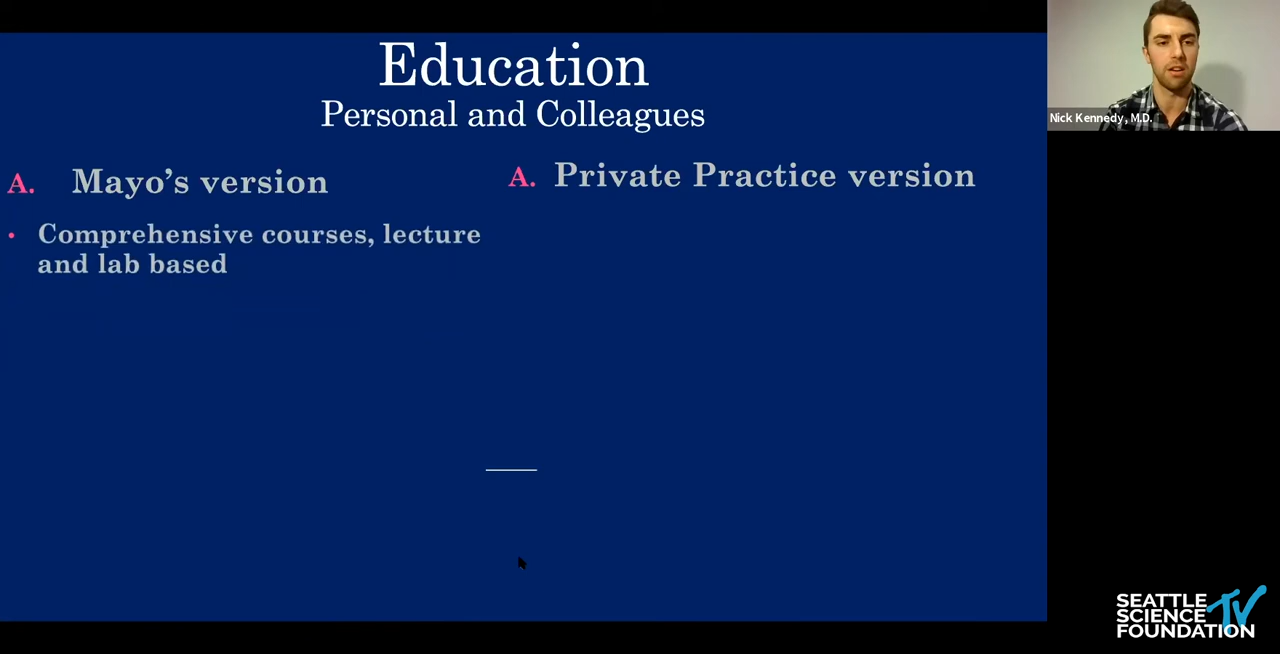 Education
Personal and Colleagues
A. Mayo's version
• Comprehensive courses, lecture
and lab based
A. Private Practice version
Nick Kennedy, M.D.
SEATTLE
SCIENCE
FOUNDATION
TV